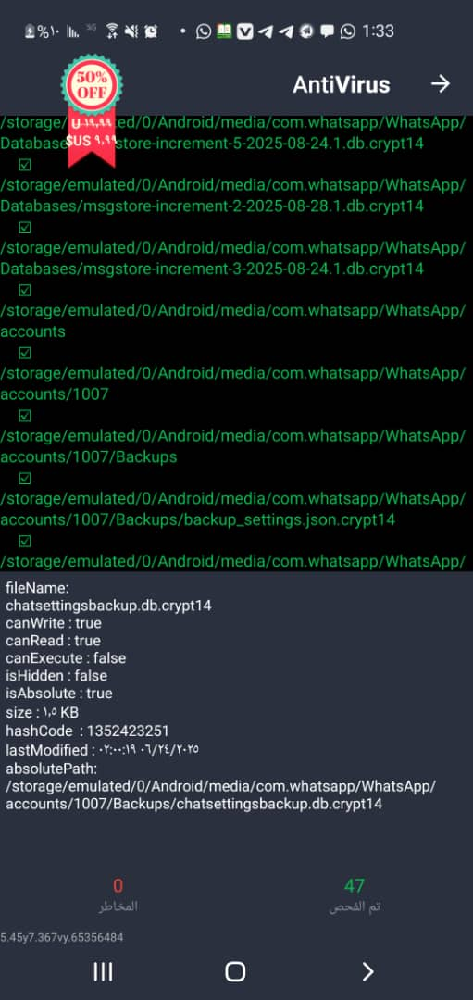 %١٠ 3G 1:33
50%
OFF
AntiVirus
/storage/emulated/0/Android/media/com.whatsapp/WhatsApp/
U ١٩,٩٩
Databases/msgstore-increment-5-2025-08-24.1.db.crypt14
$US ٩,٩٩
/storage/emulated/0/Android/media/com.whatsapp/WhatsApp/
Databases/msgstore-increment-2-2025-08-28.1.db.crypt14
/storage/emulated/0/Android/media/com.whatsapp/WhatsApp/
Databases/msgstore-increment-3-2025-08-24.1.db.crypt14
/storage/emulated/0/Android/media/com.whatsapp/WhatsApp/
accounts
/storage/emulated/0/Android/media/com.whatsapp/WhatsApp/
accounts/1007
/storage/emulated/0/Android/media/com.whatsapp/WhatsApp/
accounts/1007/Backups
/storage/emulated/0/Android/media/com.whatsapp/WhatsApp/
accounts/1007/Backups/backup_settings.json.crypt14
/storage/emulated/0/Android/media/com.whatsapp/WhatsApp/
fileName:
chatsettingsbackup.db.crypt14
canWrite : true
canRead : true
canExecute : false
isHidden : false
isAbsolute : true
size : ١,٥ KB
hashCode : 1352423251
lastModified : ٠٢:٠٠:١٩ ٠٦/٢٤/٢٠٢٥
absolutePath:
/storage/emulated/0/Android/media/com.whatsapp/WhatsApp/
accounts/1007/Backups/chatsettingsbackup.db.crypt14
0 47
المخاطر تم الفحص
5.45y7.367vy.65356484